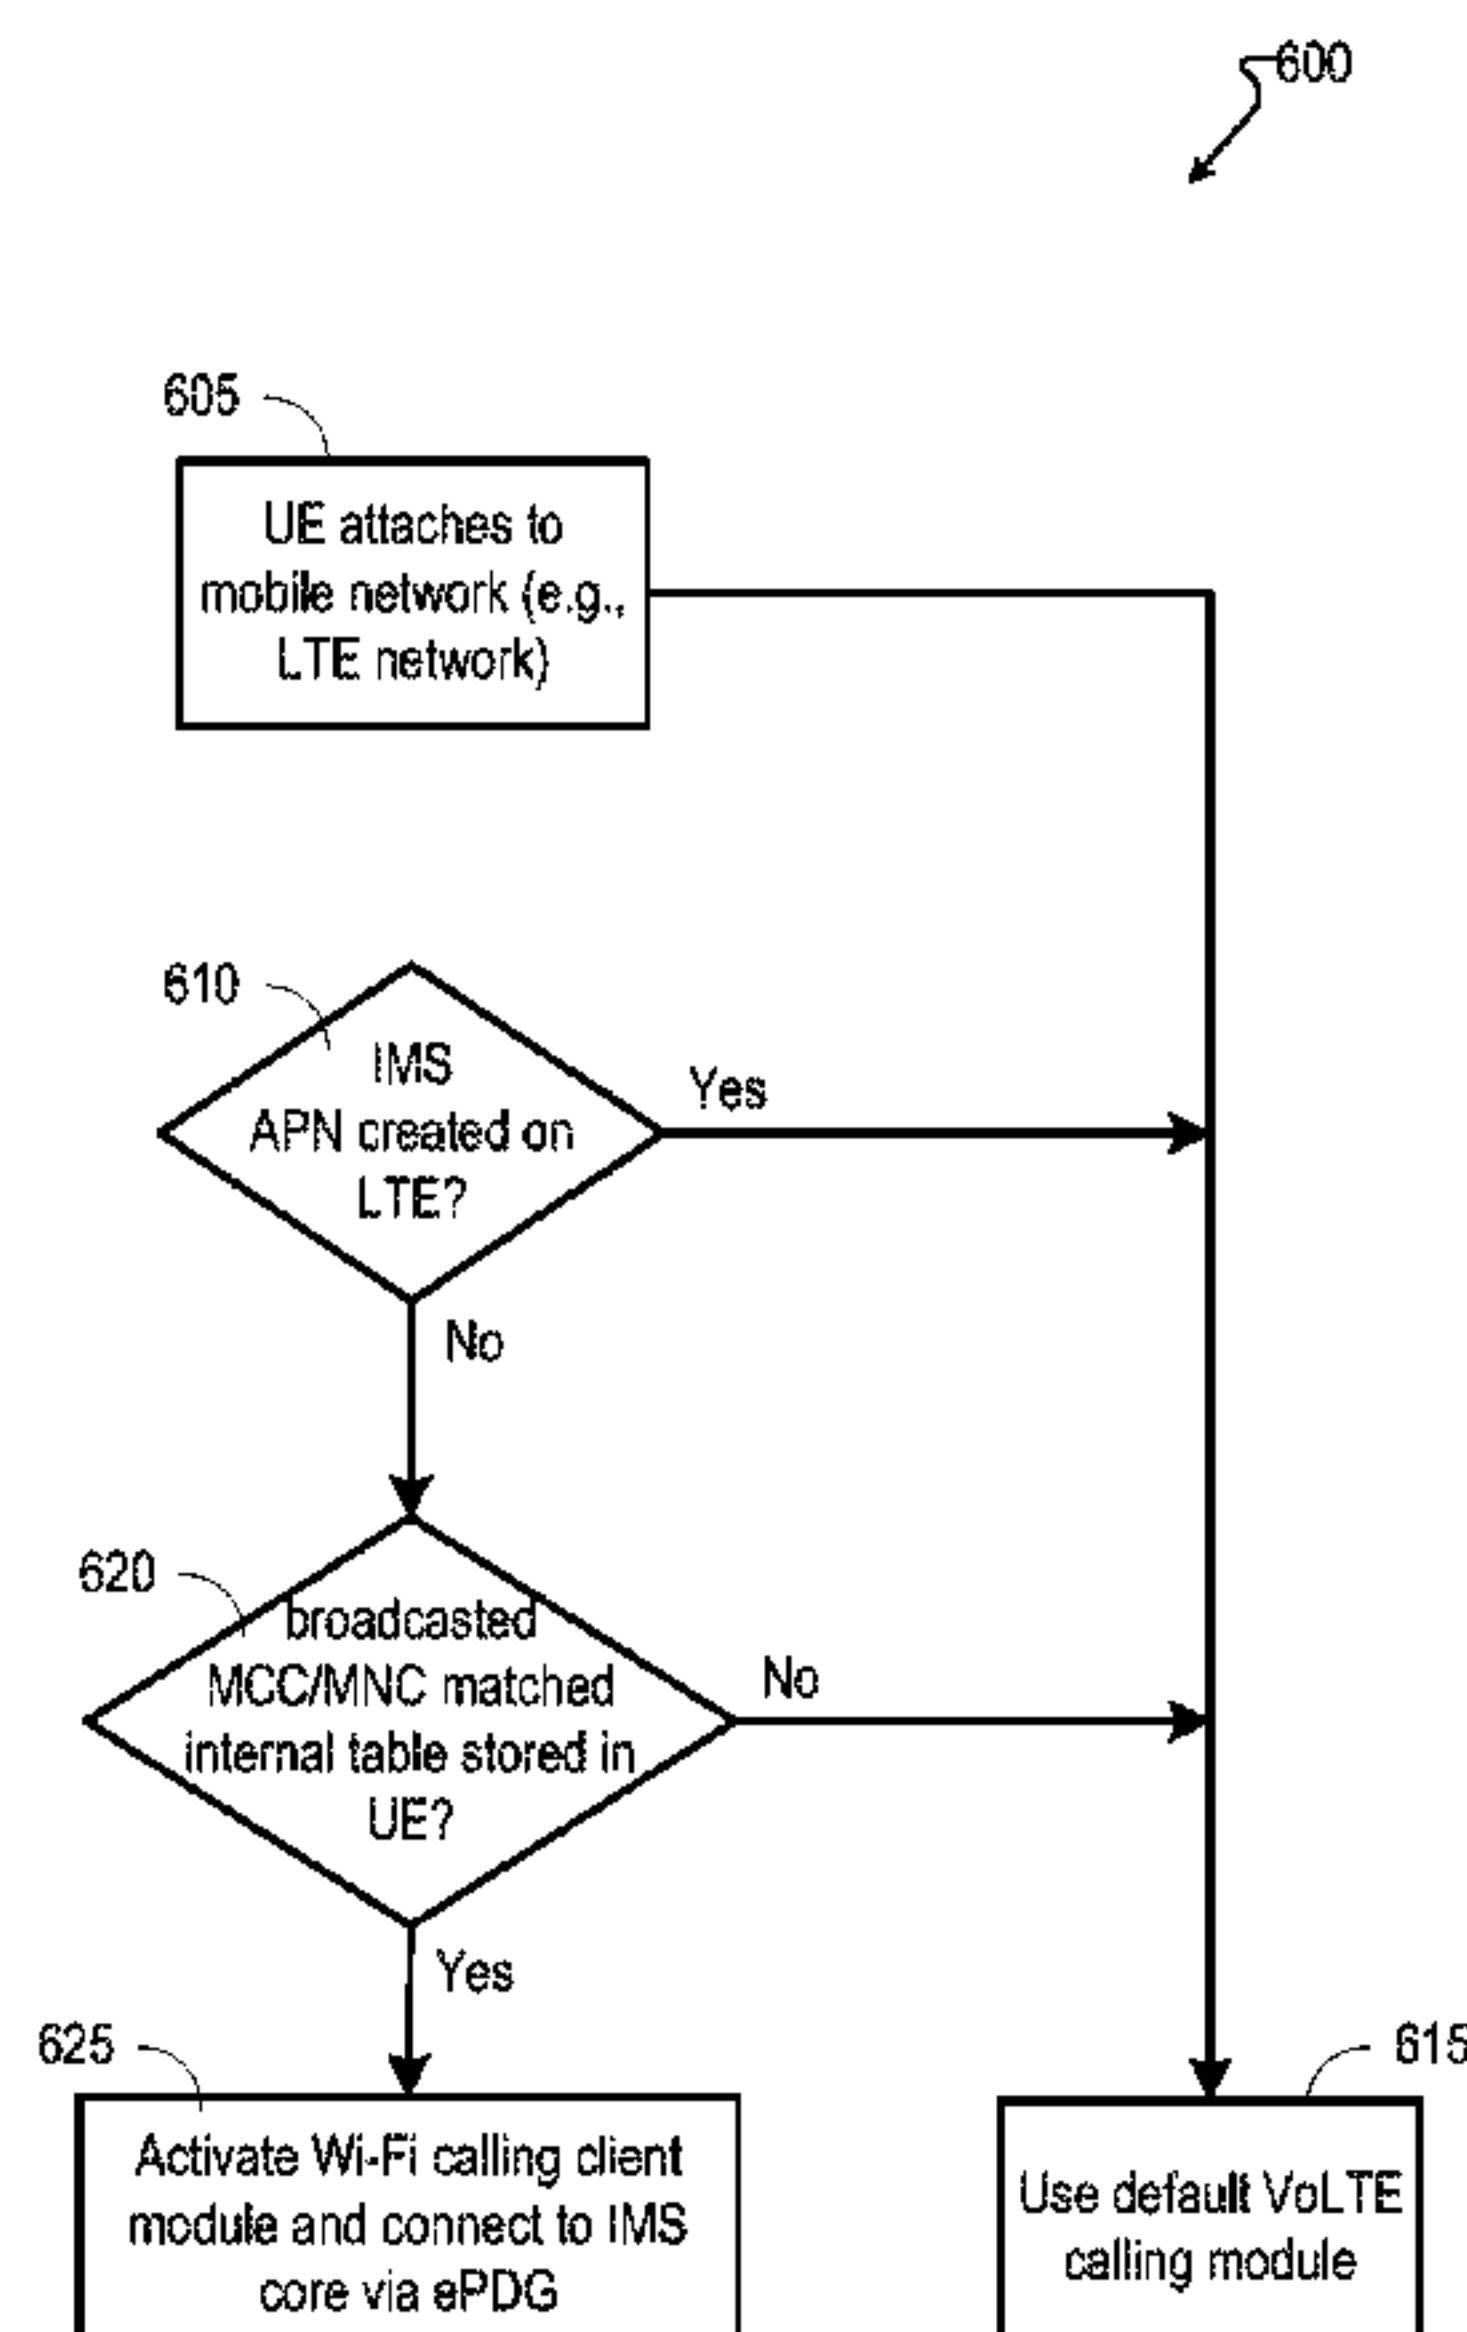 600
605
UE attaches to
mobile network (e.g.,
LTE network)
610
IMS
APN created on
LTE?
Yes
No
620
broadcasted
MCC/MNC matched
internal table stored in
UE?
No
Yes
625
Activate Wi-Fi calling client
module and connect to IMS
core via ePDG
615
Use default VoLTE
calling module